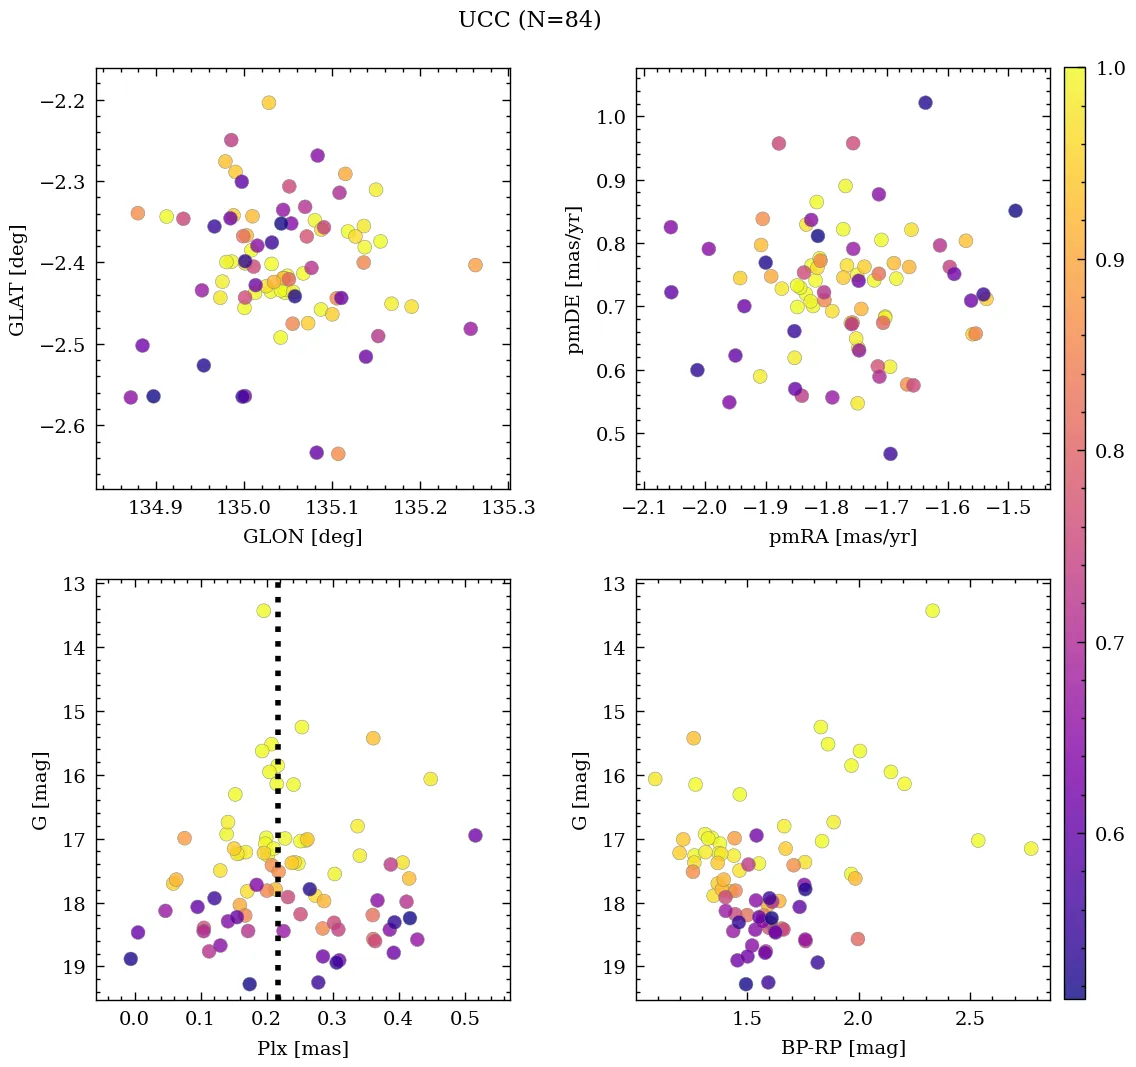 UCC (N=84)
−2.2
−2.3
−2.4
−2.5
−2.6
GLAT [deg]
134.9 135.0 135.1 135.2 135.3
GLON [deg]
1.0
0.9
0.8
0.7
0.6
0.5
pmDE [mas/yr]
−2.1 −2.0 −1.9 −1.8 −1.7 −1.6 −1.5
pmRA [mas/yr]
1.0
0.9
0.8
0.7
0.6
13
14
15
16
17
18
19
G [mag]
0.0 0.1 0.2 0.3 0.4 0.5
Plx [mas]
13
14
15
16
17
18
19
G [mag]
1.5 2.0 2.5
BP-RP [mag]